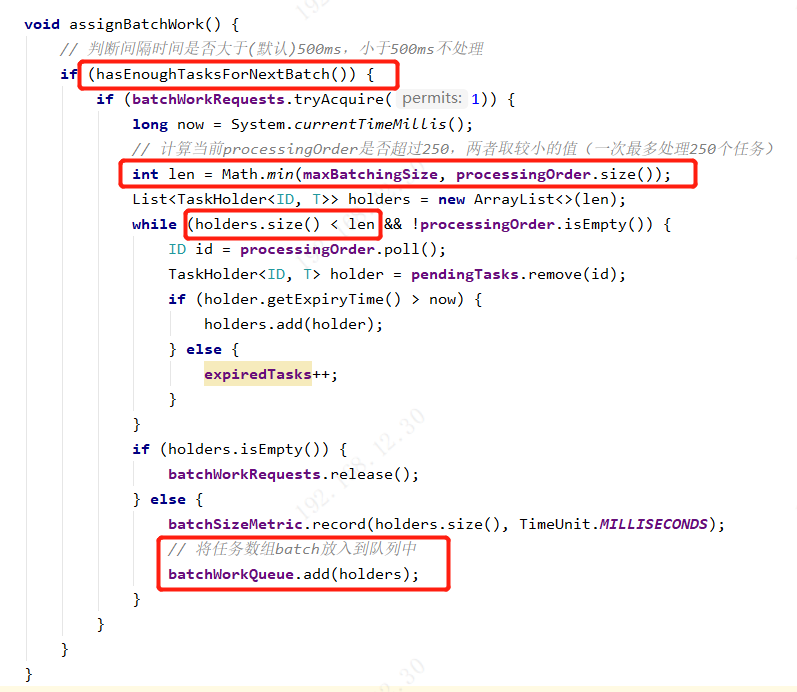 void assignBatchWork() {
    // 判断间隔时间是否大于(默认)500ms，小于500ms不处理
    if (hasEnoughTasksForNextBatch()) {
        if (batchWorkRequests.tryAcquire( permits: 1)) {
            long now = System.currentTimeMillis();
            // 计算当前processingOrder是否超过250，两者取较小的值（一次最多处理250个任务）
            int len = Math.min(maxBatchingSize, processingOrder.size());
            List<TaskHolder<ID, T>> holders = new ArrayList<>(len);
            while (holders.size() < len && !processingOrder.isEmpty()) {
                ID id = processingOrder.poll();
                TaskHolder<ID, T> holder = pendingTasks.remove(id);
                if (holder.getExpiryTime() > now) {
                    holders.add(holder);
                } else {
                    expiredTasks++;
                }
            }
            if (holders.isEmpty()) {
                batchWorkRequests.release();
            } else {
                batchSizeMetric.record(holders.size(), TimeUnit.MILLISECONDS);
                // 将任务数组batch放入到队列中
                batchWorkQueue.add(holders);
            }
        }
    }
}